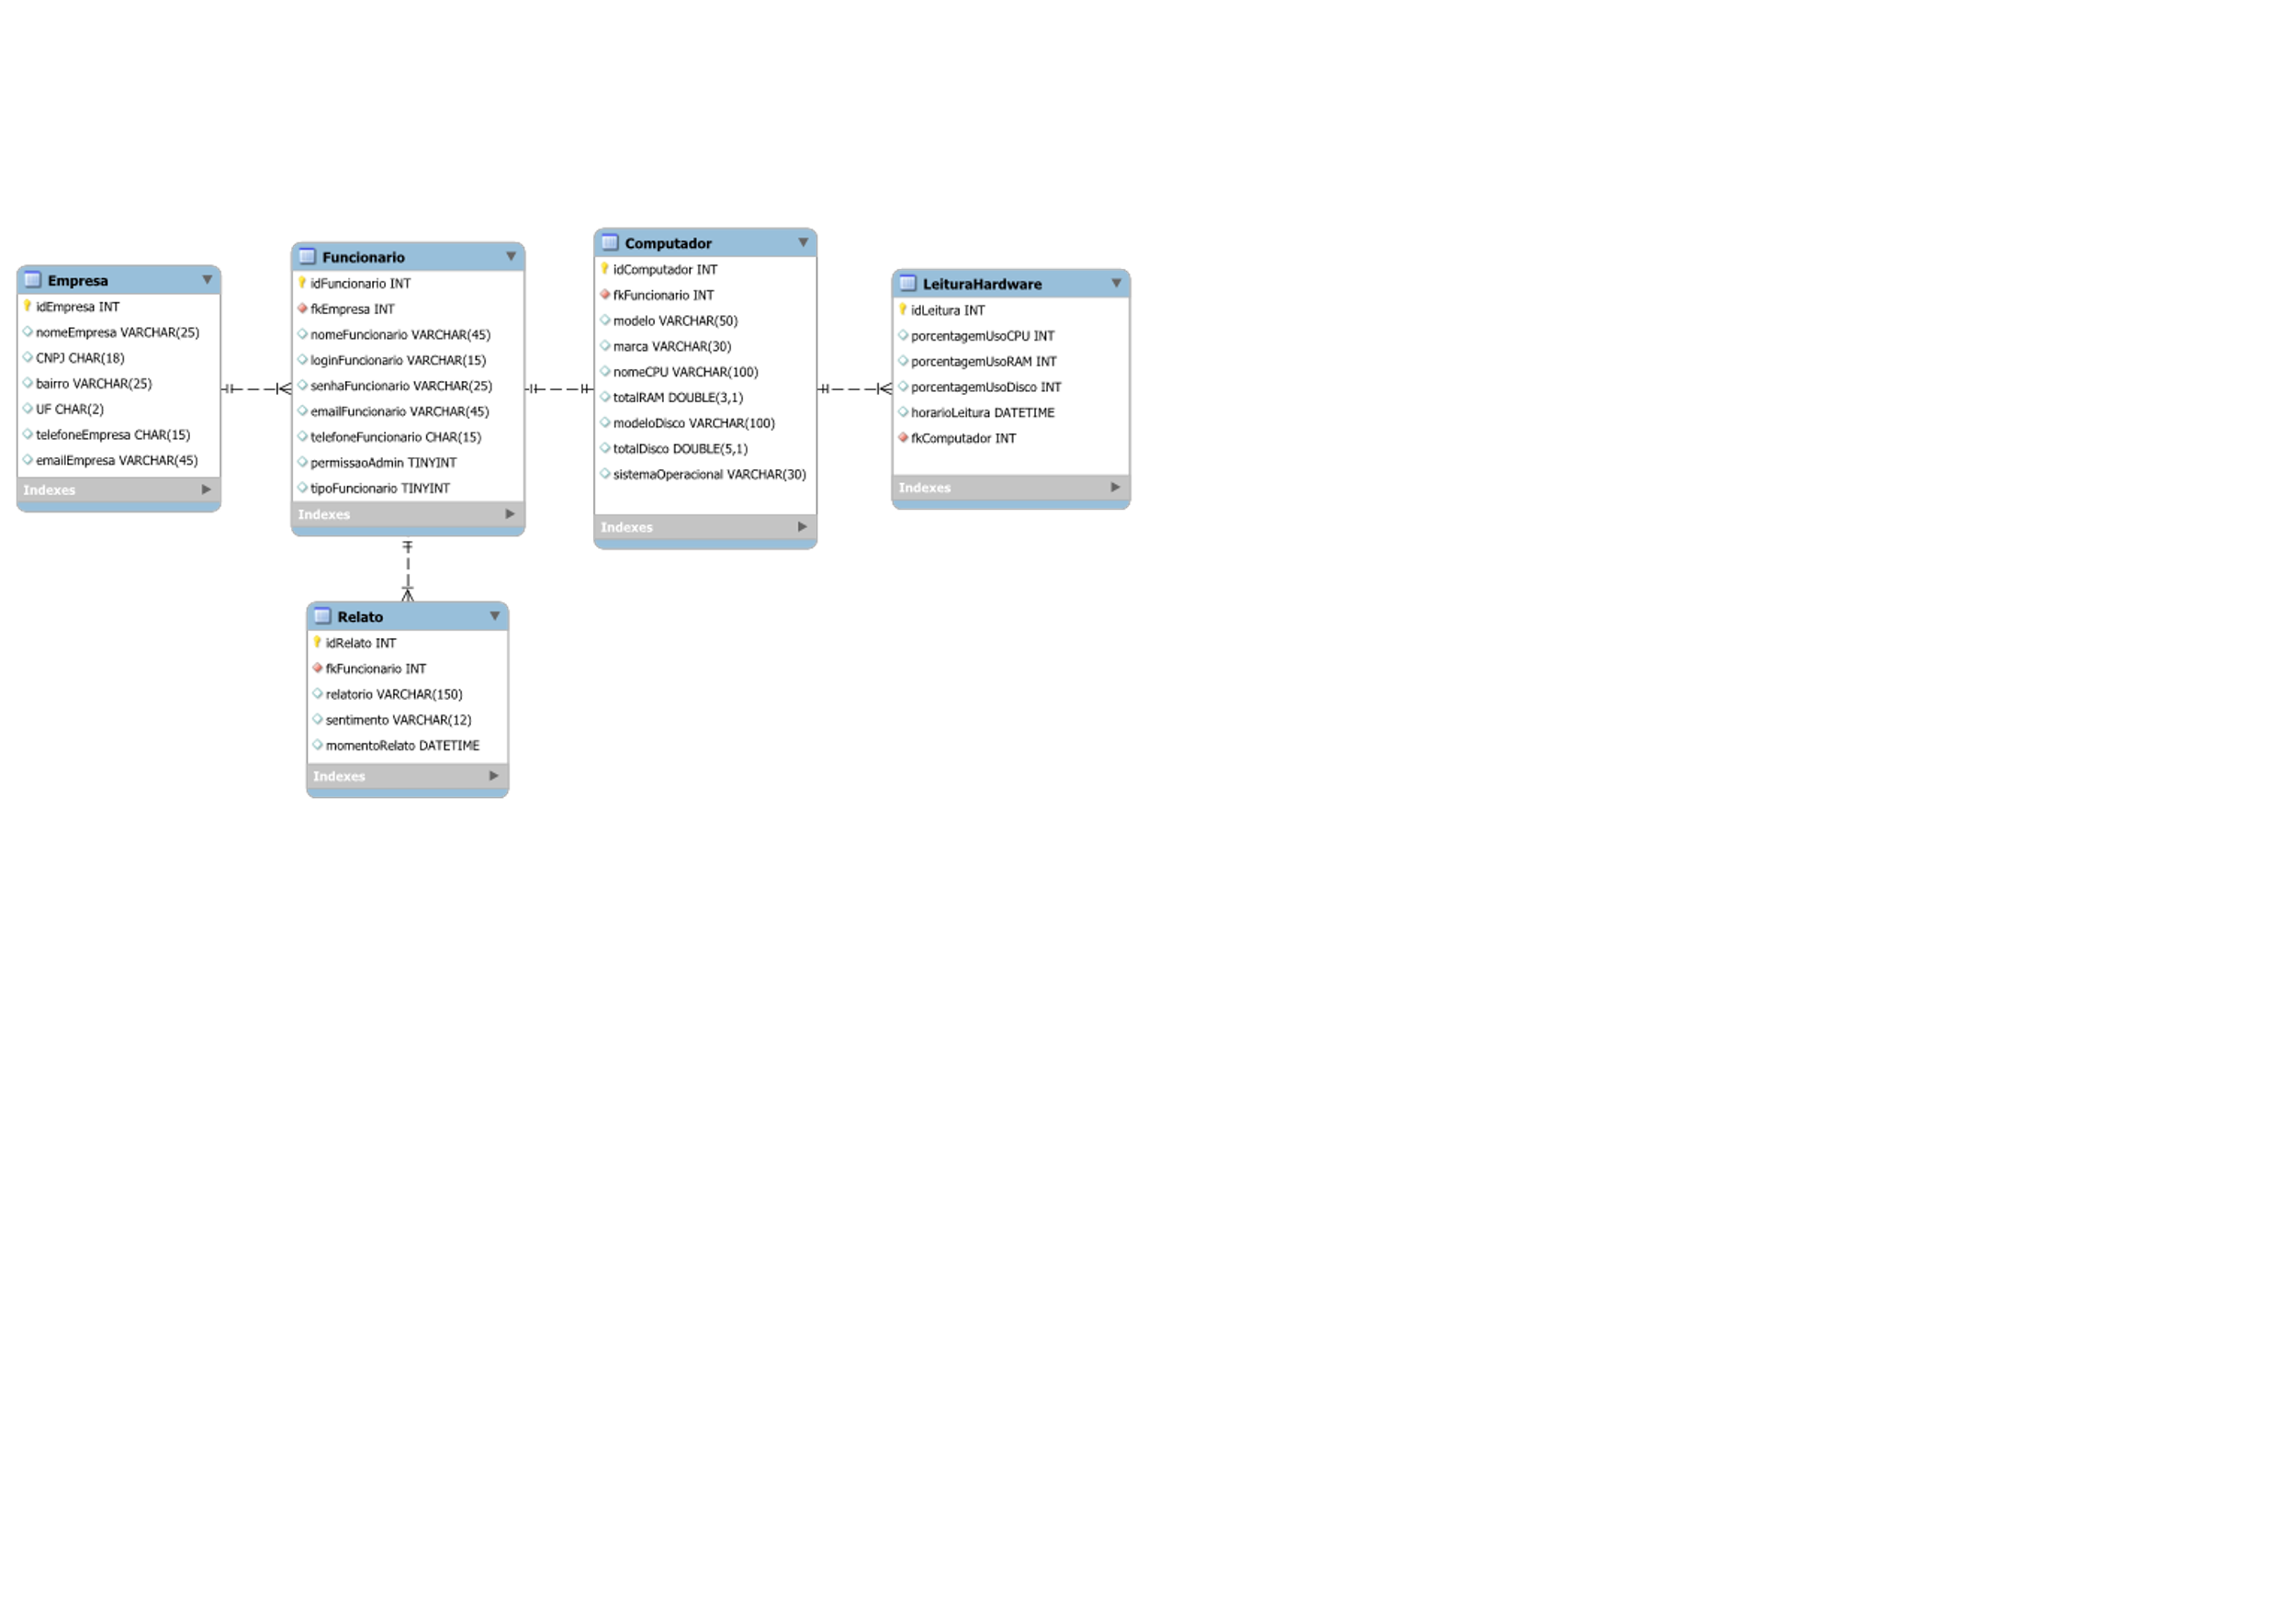 Empresa
idEmpresa INT
nomeEmpresa VARCHAR(25)
CNPJ CHAR(18)
bairro VARCHAR(25)
UF CHAR(2)
telefoneEmpresa CHAR(15)
emailEmpresa VARCHAR(45)
Indexes
Funcionario
idFuncionario INT
fkEmpresa INT
nomeFuncionario VARCHAR(45)
loginFuncionario VARCHAR(15)
senhaFuncionario VARCHAR(25)
emailFuncionario VARCHAR(45)
telefoneFuncionario CHAR(15)
permissaoAdmin TINYINT
tipoFuncionario TINYINT
Indexes
Computador
idComputador INT
fkFuncionario INT
modelo VARCHAR(50)
marca VARCHAR(30)
nomeCPU VARCHAR(100)
totalRAM DOUBLE(3,1)
modeloDisco VARCHAR(100)
totalDisco DOUBLE(5,1)
sistemaOperacional VARCHAR(30)
Indexes
LeituraHardware
idLeitura INT
porcentagemUsoCPU INT
porcentagemUsoRAM INT
porcentagemUsoDisco INT
horarioLeitura DATETIME
fkComputador INT
Indexes
Relato
idRelato INT
fkFuncionario INT
relatorio VARCHAR(150)
sentimento VARCHAR(12)
momentoRelato DATETIME
Indexes